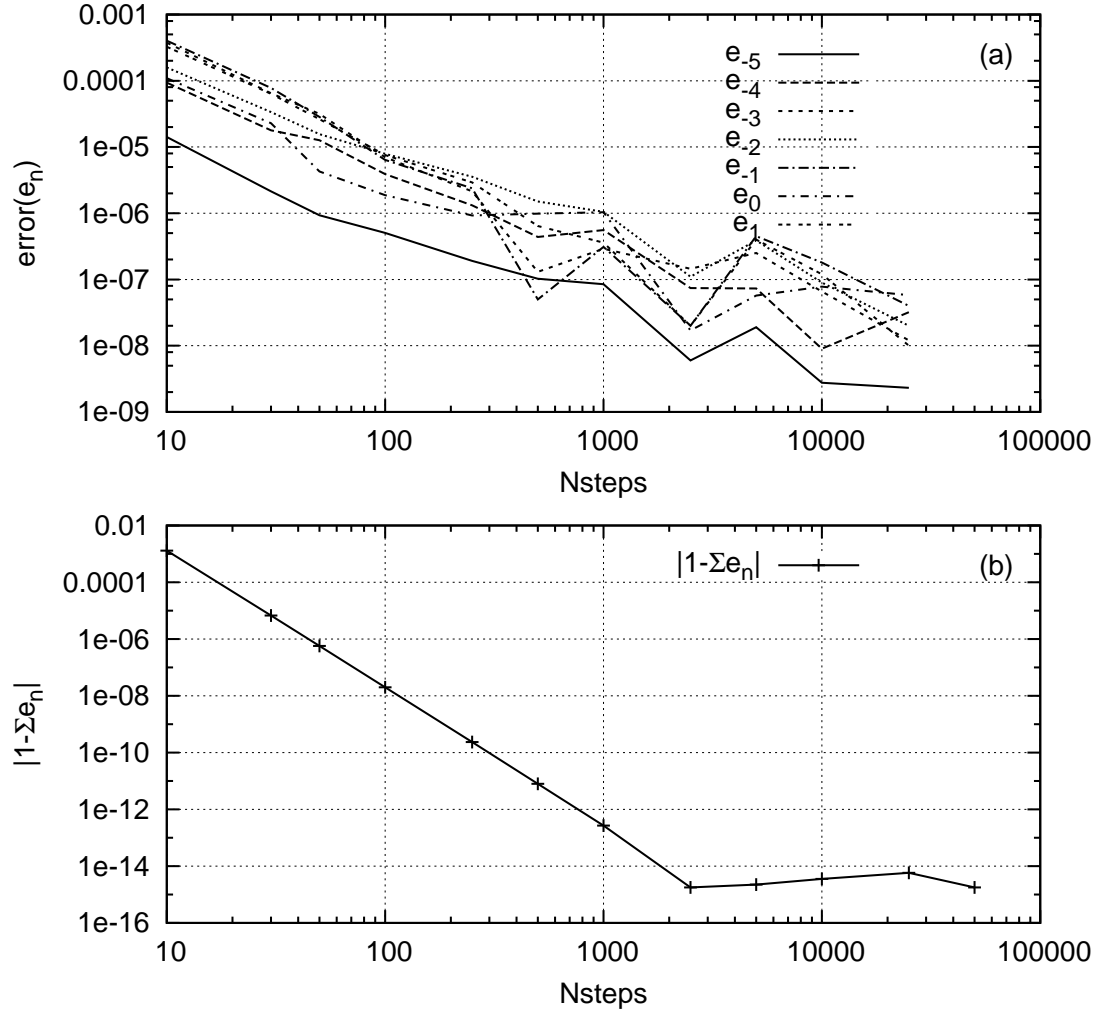 0.001
0.0001
1e-05
1e-06
1e-07
1e-08
1e-09
error(e_n)
10 100 1000 10000 100000
Nsteps
(a)
e_-5
e_-4
e_-3
e_-2
e_-1
e_0
e_1
0.01
0.0001
1e-06
1e-08
1e-10
1e-12
1e-14
1e-16
|1-Σe_n|
10 100 1000 10000 100000
Nsteps
|1-Σe_n|
(b)